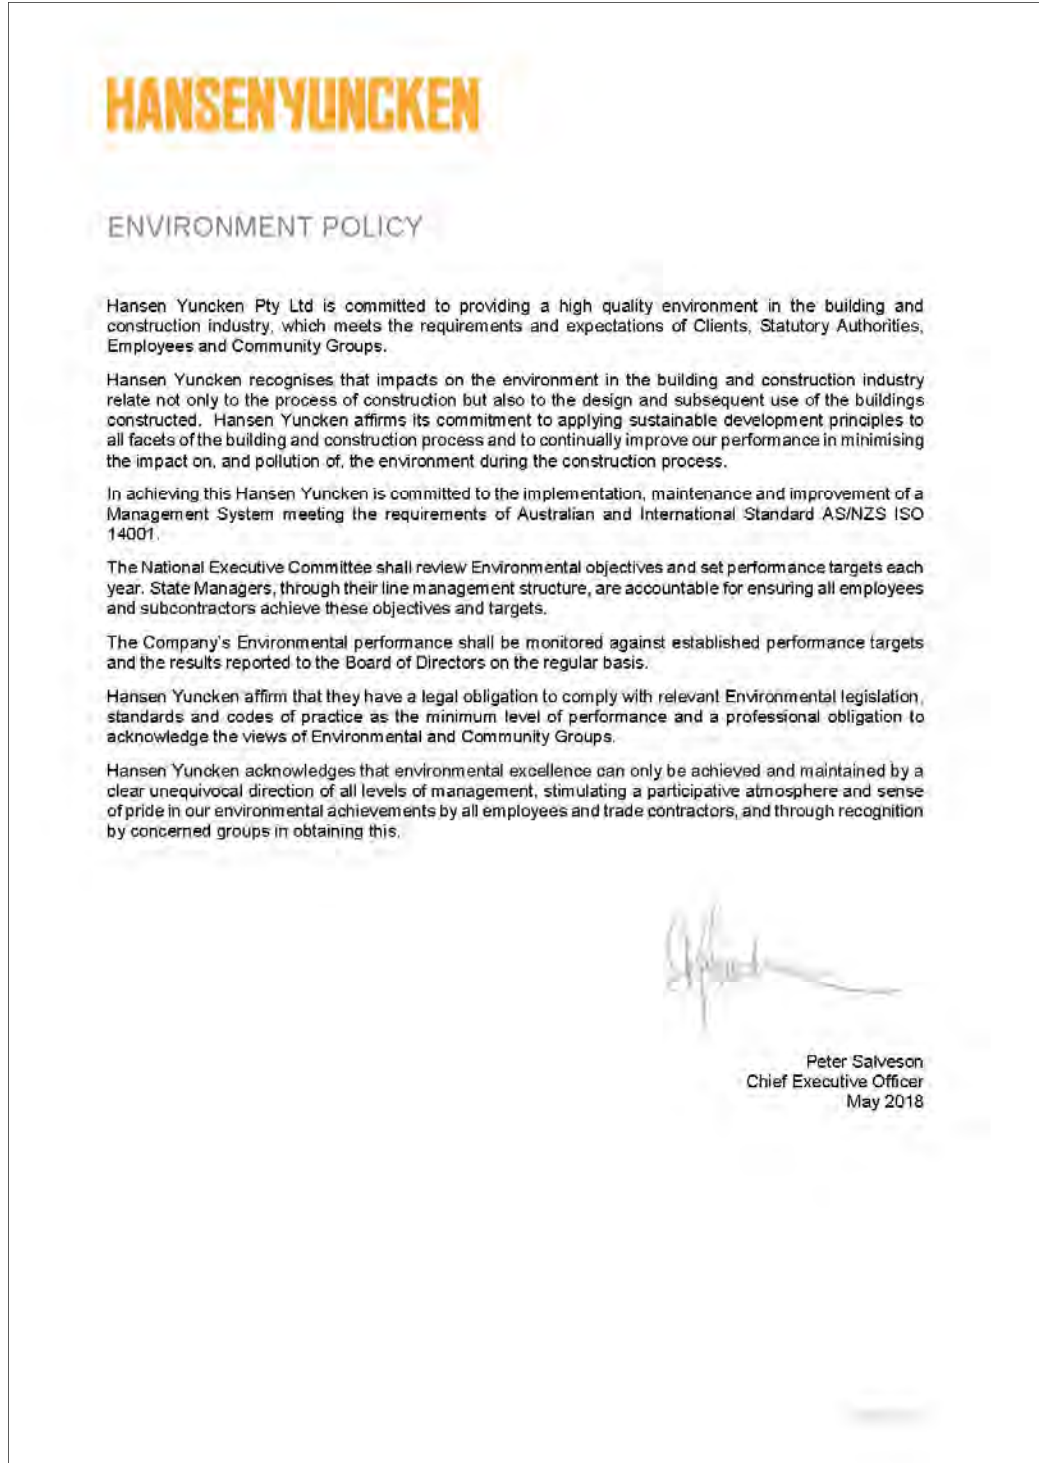 HANSENYUNCKEN
ENVIRONMENT POLICY
Hansen Yuncken Pty Ltd is committed to providing a high quality environment in the building and
construction industry, which meets the requirements and expectations of Clients, Statutory Authorities,
Employees and Community Groups.
Hansen Yuncken recognises that impacts on the environment in the building and construction industry
relate not only to the process of construction but also to the design and subsequent use of the buildings
constructed. Hansen Yuncken affirms its commitment to applying sustainable development principles to
all facets of the building and construction process and to continually improve our performance in minimising
the impact on, and pollution of, the environment during the construction process.
In achieving this Hansen Yuncken is committed to the implementation, maintenance and improvement of a
Management System meeting the requirements of Australian and International Standard AS/NZS ISO
14001.
The National Executive Committee shall review Environmental objectives and set performance targets each
year. State Managers, through their line management structure, are accountable for ensuring all employees
and subcontractors achieve these objectives and targets.
The Company's Environmental performance shall be monitored against established performance targets
and the results reported to the Board of Directors on the regular basis.
Hansen Yuncken affirm that they have a legal obligation to comply with relevant Environmental legislation,
standards and codes of practice as the minimum level of performance and a professional obligation to
acknowledge the views of Environmental and Community Groups.
Hansen Yuncken acknowledges that environmental excellence can only be achieved and maintained by a
clear unequivocal direction of all levels of management, stimulating a participative atmosphere and sense
of pride in our environmental achievements by all employees and trade contractors, and through recognition
by concerned groups in obtaining this.
Peter Salveson
Chief Executive Officer
May 2018